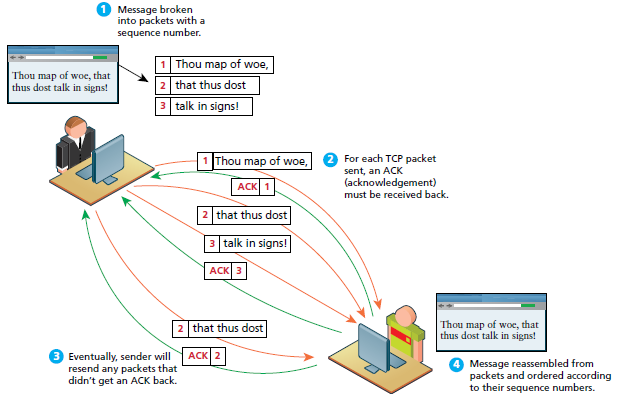 1 Message broken
into packets with a
sequence number.
Thou map of woe, that
thus dost talk in signs!
1 Thou map of woe,
2 that thus dost
3 talk in signs!
1 Thou map of woe,
ACK 1
2 For each TCP packet
sent, an ACK
(acknowledgement)
must be received back.
2 that thus dost
3 talk in signs!
ACK 3
2 that thus dost
ACK 2
3 Eventually, sender will
resend any packets that
didn't get an ACK back.
Thou map of woe, that
thus dost talk in signs!
4 Message reassembled from
packets and ordered according
to their sequence numbers.